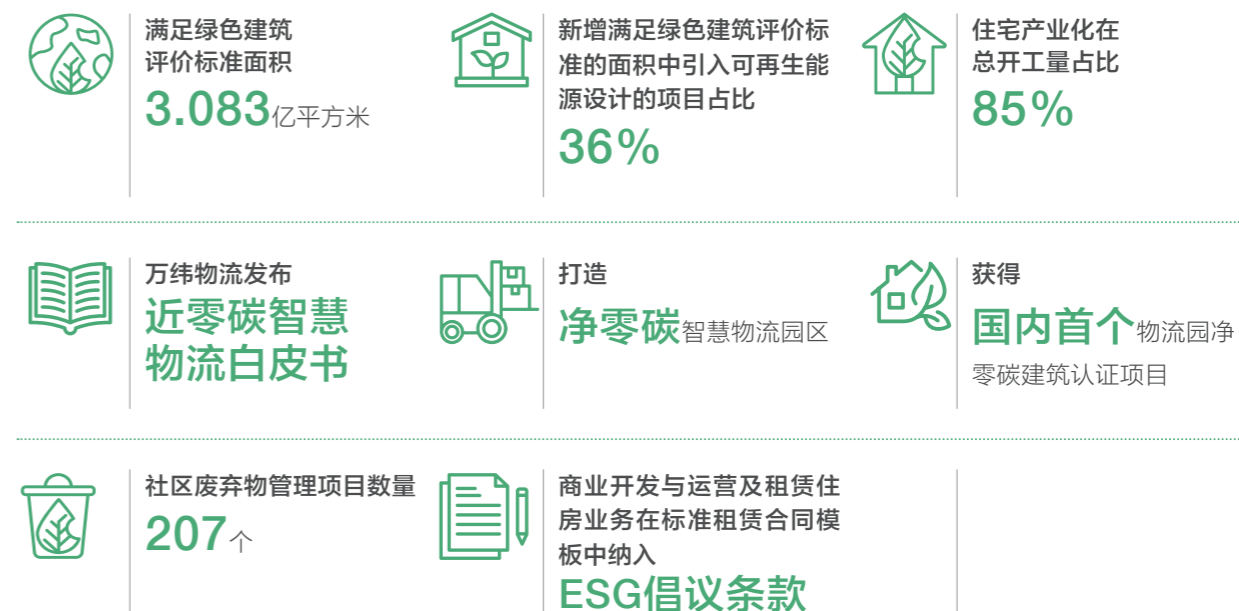 满足绿色建筑
评价标准面积
3.083亿平方米
新增满足绿色建筑评价标
准的面积中引入可再生能
源设计的项目占比
36%
住宅产业化在
总开工量占比
85%
万纬物流发布
近零碳智慧
物流白皮书
打造
净零碳智慧物流园区
获得
国内首个物流园净
零碳建筑认证项目
社区废弃物管理项目数量
207个
商业开发与运营及租赁住
房业务在标准租赁合同模
板中纳入
ESG倡议条款